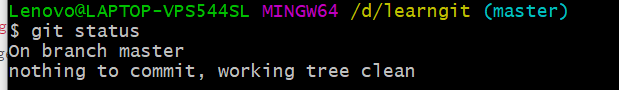 Lenovo@LAPTOP-VPS544SL MINGW64 /d/learngit (master)
$ git status
On branch master
nothing to commit, working tree clean